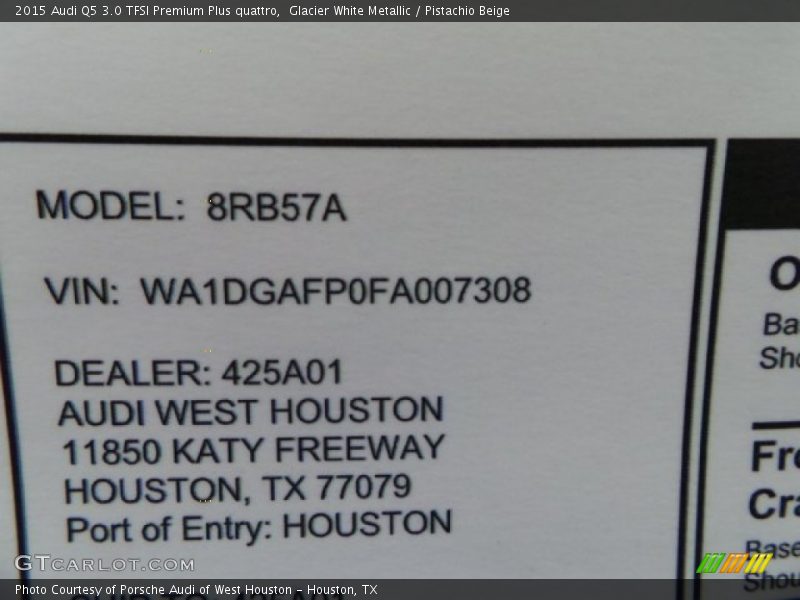 2015 Audi Q5 3.0 TFSI Premium Plus quattro,  Glacier White Metallic / Pistachio Beige
MODEL: 8RB57A
VIN: WA1DGAFP0FA007308
DEALER: 425A01
AUDI WEST HOUSTON
11850 KATY FREEWAY
HOUSTON, TX 77079
Port of Entry: HOUSTON
GTCARLOT.COM
Photo Courtesy of Porsche Audi of West Houston - Houston, TX